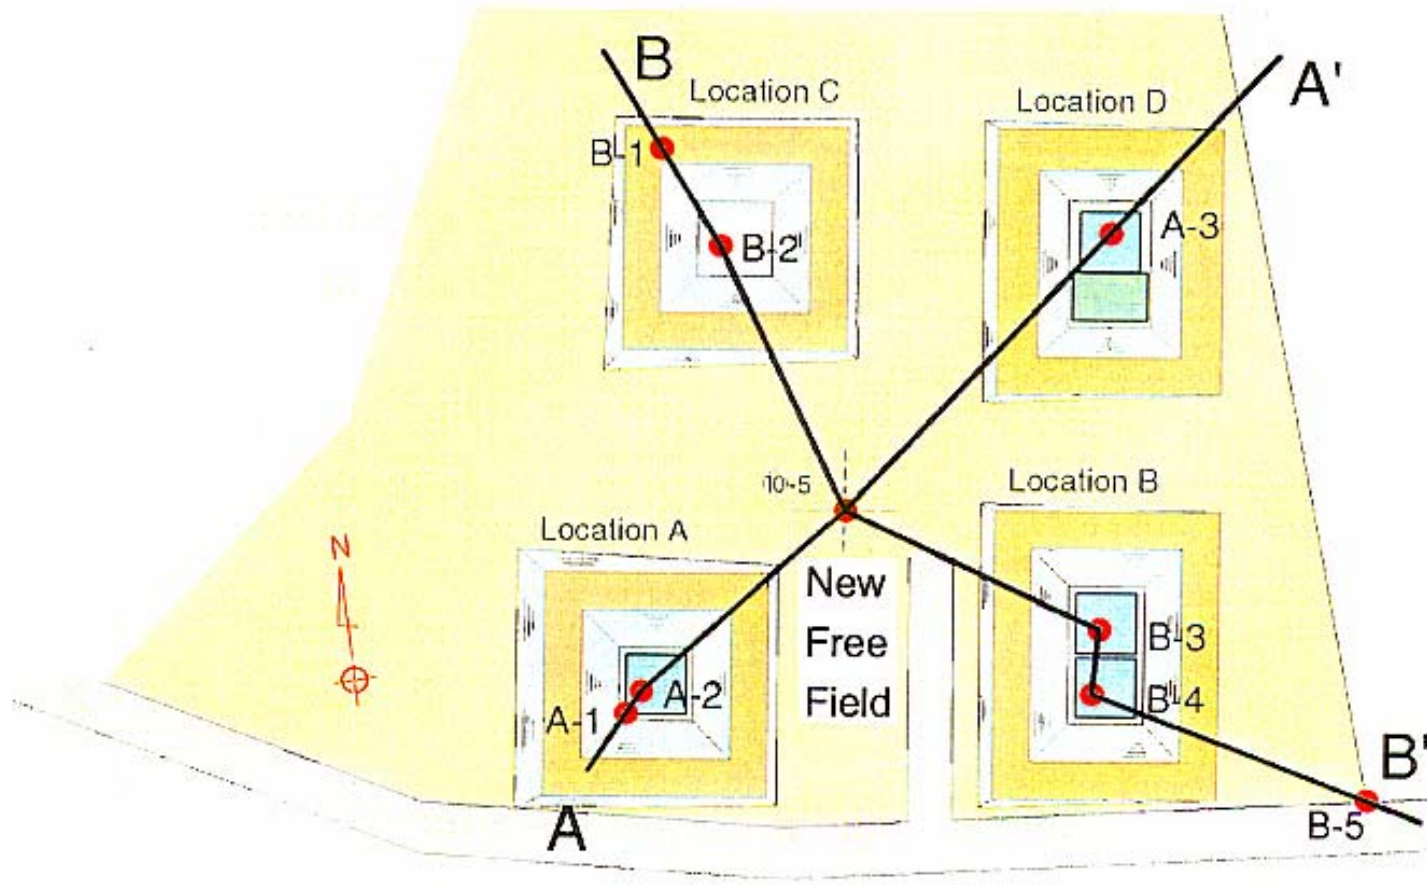 B
A'
Location C
Location D
B-1
B-2
A-3
10-5
Location B
Location A
N
New
Free
Field
B-3
A-2
B-4
A-1
B'
A
B-5